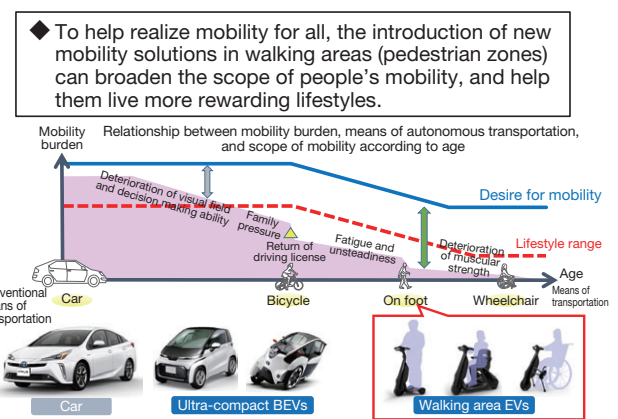 ◆ To help realize mobility for all, the introduction of new
mobility solutions in walking areas (pedestrian zones)
can broaden the scope of people's mobility, and help
them live more rewarding lifestyles.
Mobility
burden
Relationship between mobility burden, means of autonomous transportation,
and scope of mobility according to age
Deterioration of visual field
and decision making ability
Family
pressure
Return of
driving license
Fatigue and
unsteadiness
Deterioration
of muscular
strength
Desire for mobility
Lifestyle range
Age
Means of
transportation
nventional
ans of
sportation
Car
Bicycle
On foot
Wheelchair
Car
Ultra-compact BEVs
Walking area EVs